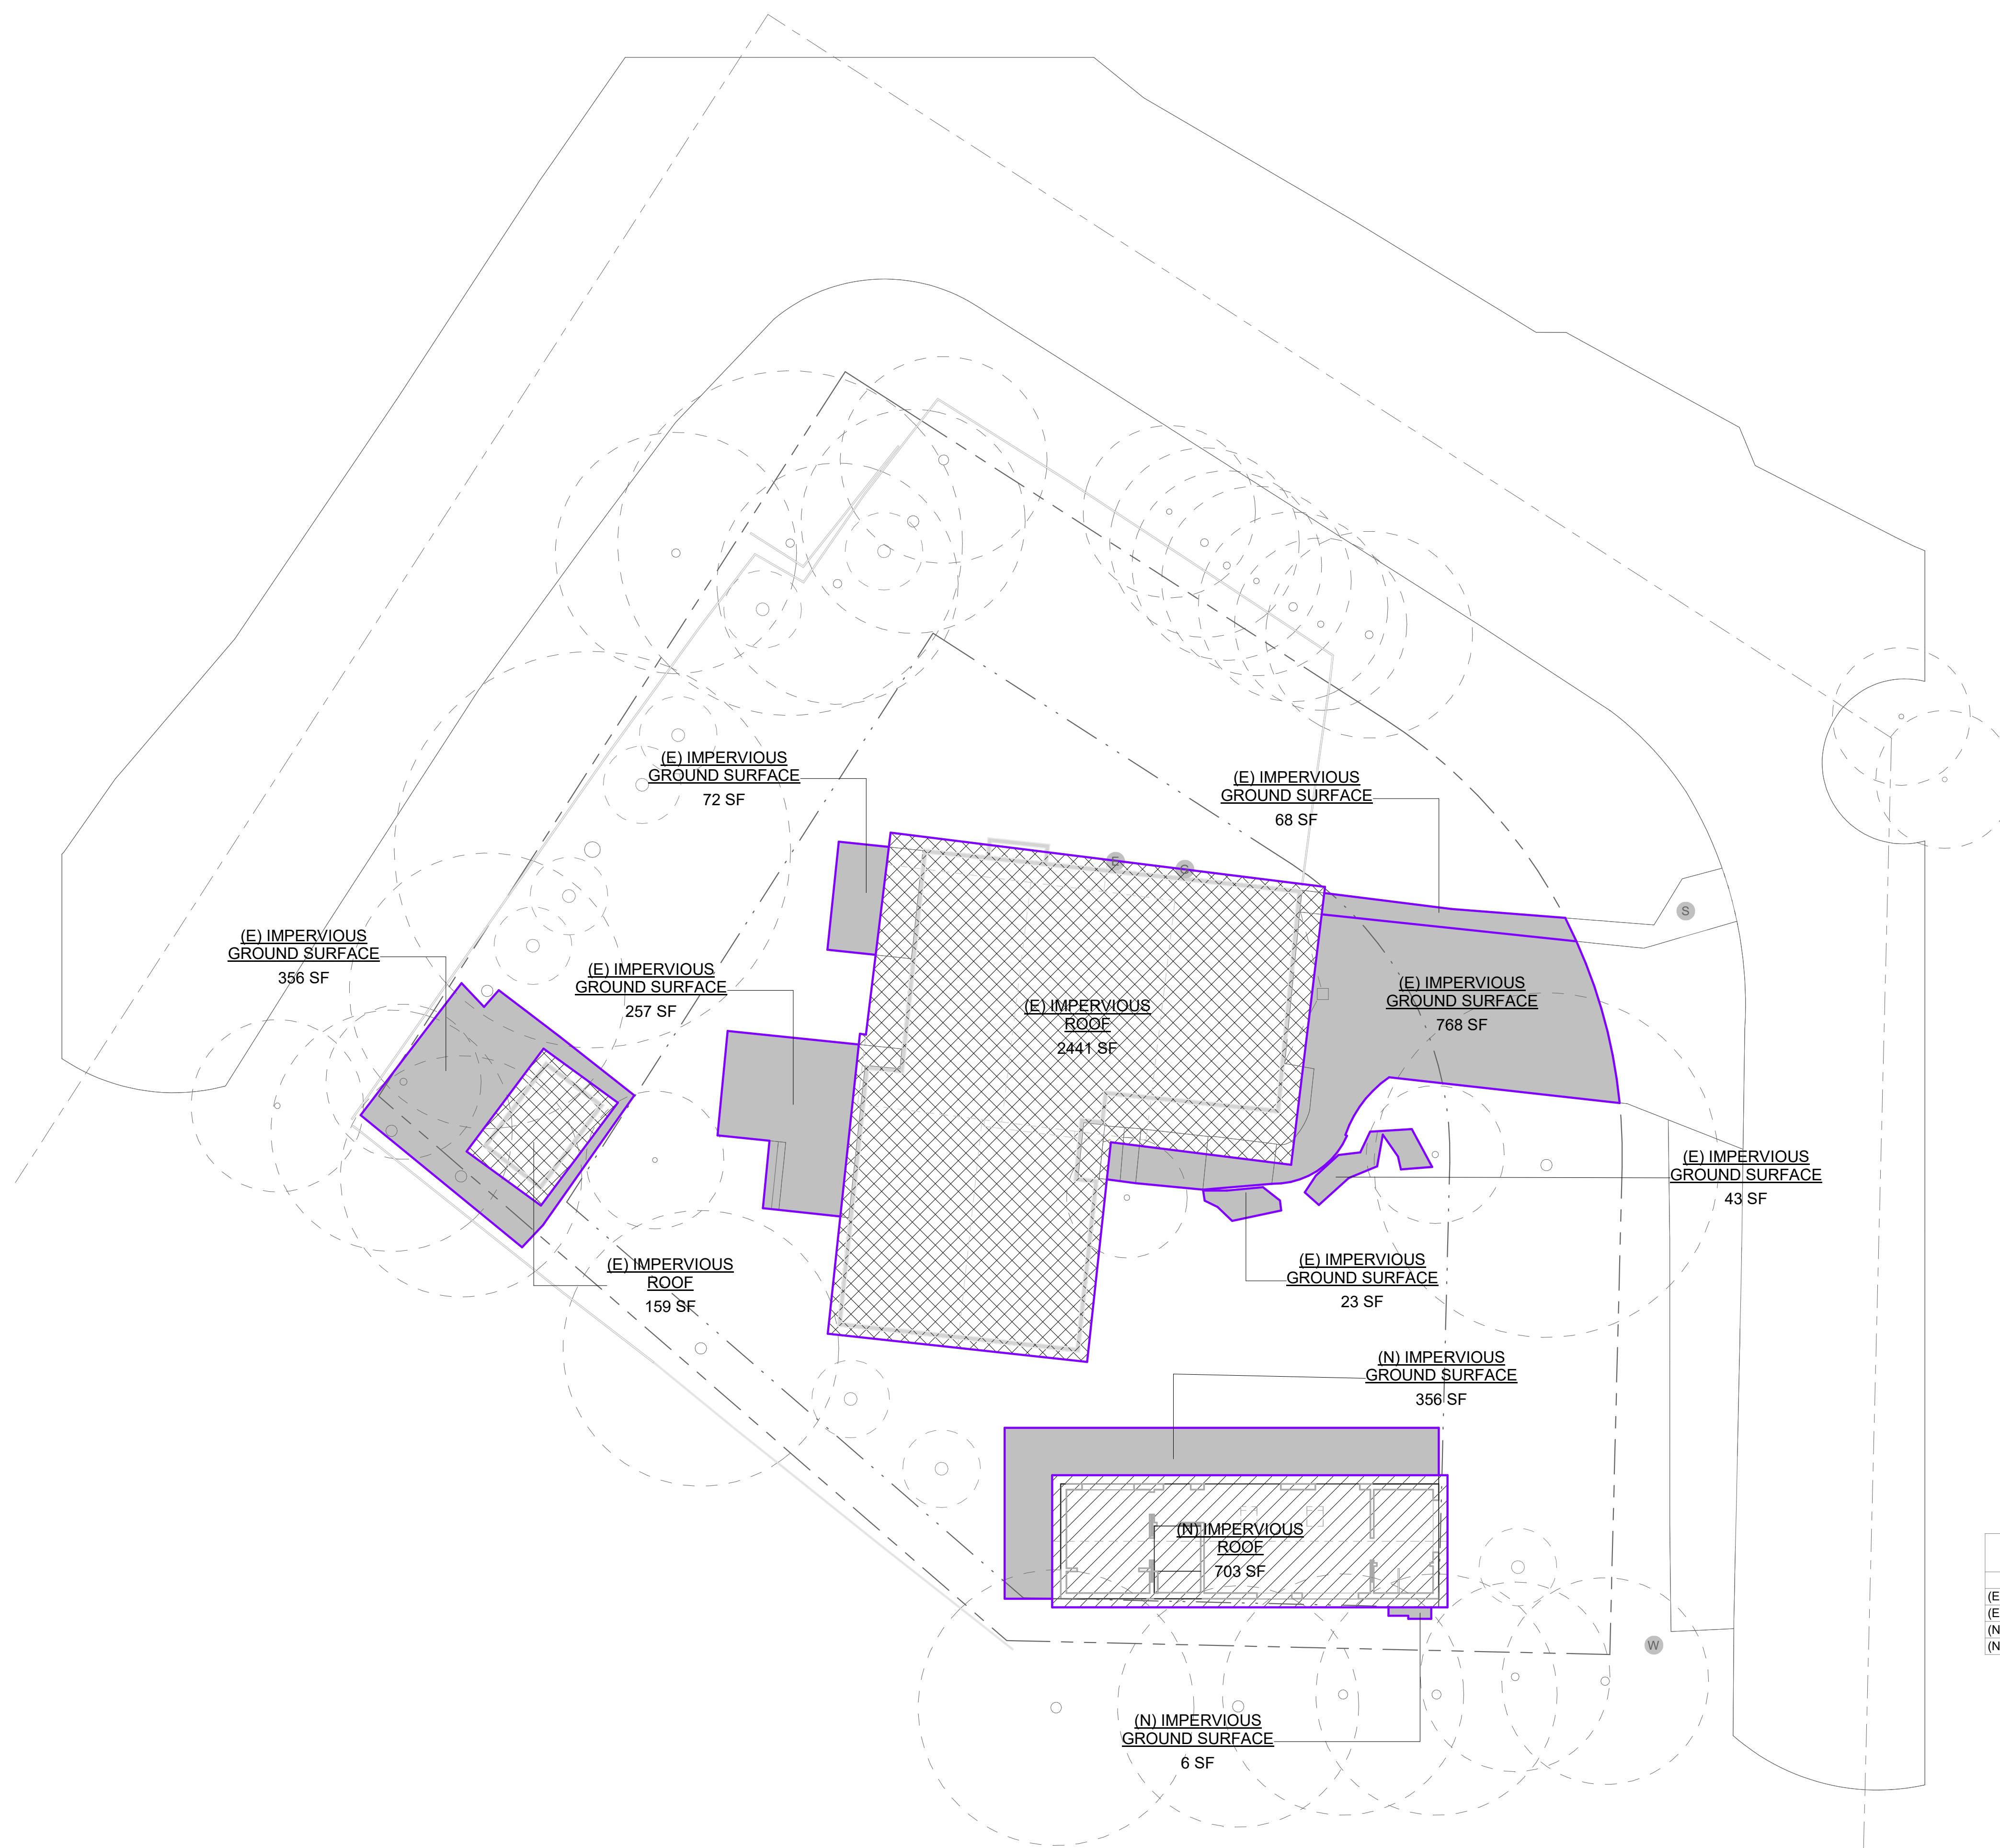 (E) IMPERVIOUS
GROUND SURFACE
72 SF
(E) IMPERVIOUS
GROUND SURFACE
68 SF
E
G
S
(E) IMPERVIOUS
GROUND SURFACE
356 SF
(E) IMPERVIOUS
GROUND SURFACE
257 SF
(E) IMPERVIOUS
ROOF
2441 SF
(E) IMPERVIOUS
GROUND SURFACE
768 SF
(E) IMPERVIOUS
GROUND SURFACE
43 SF
(E) IMPERVIOUS
ROOF
159 SF
(E) IMPERVIOUS
GROUND SURFACE
23 SF
(N) IMPERVIOUS
GROUND SURFACE
356 SF
(N) IMPERVIOUS
ROOF
703 SF
(E
(E
(N
(N
W
(N) IMPERVIOUS
GROUND SURFACE
6 SF